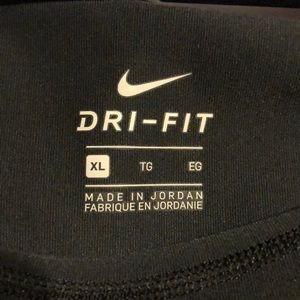 DRI-FIT
XL TG EG
MADE IN JORDAN
FABRIQUE EN JORDANIE